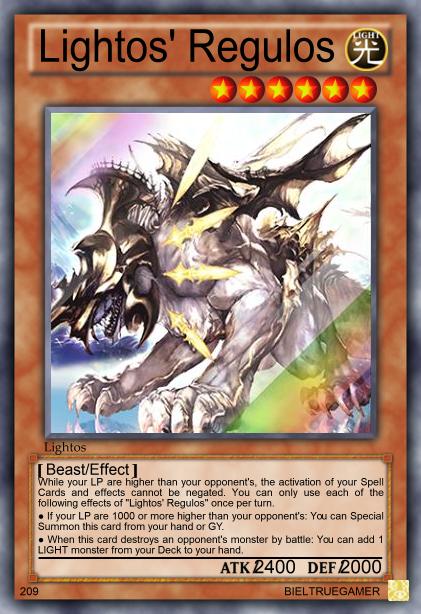 Lightos' Regulos
LIGHT
光
Lightos
[ Beast/Effect ]
While your LP are higher than your opponent's, the activation of your Spell
Cards and effects cannot be negated. You can only use each of the
following effects of "Lightos' Regulos" once per turn.
● If your LP are 1000 or more higher than your opponent's: You can Special
Summon this card from your hand or GY.
● When this card destroys an opponent's monster by battle: You can add 1
LIGHT monster from your Deck to your hand.
ATK 2400 DEF 2000
209 BIELTRUEGAMER